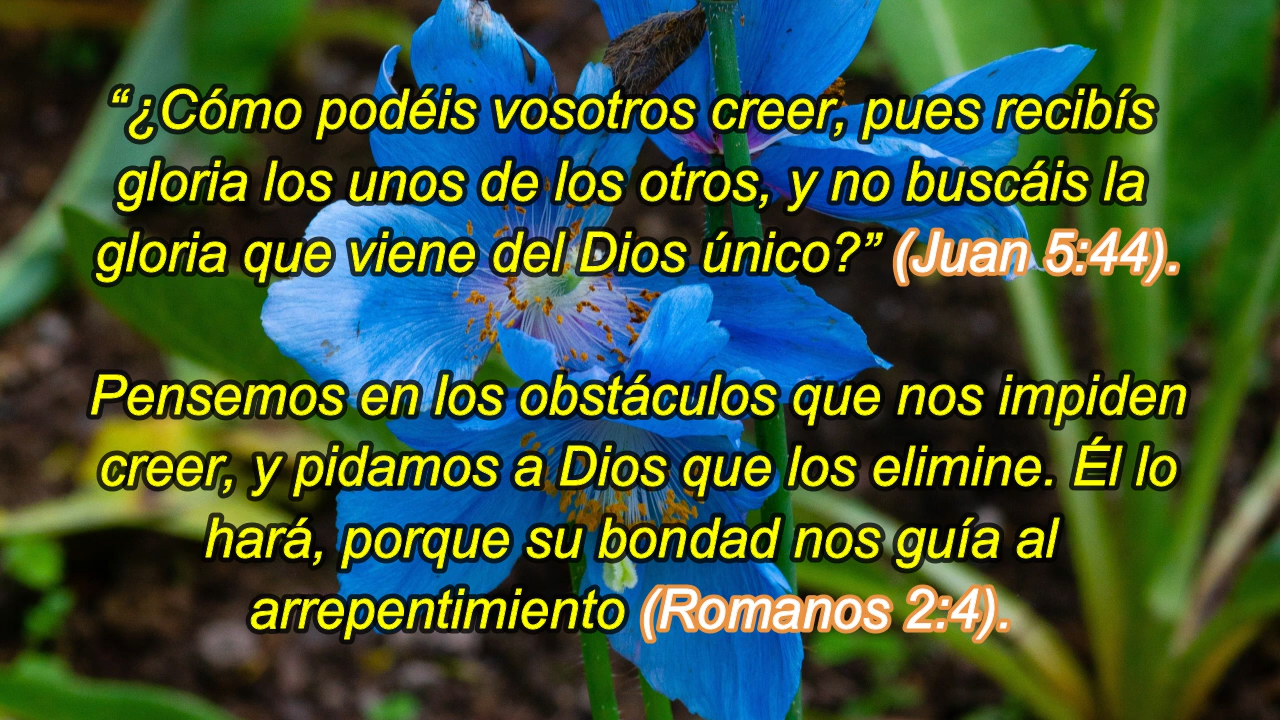 “¿Cómo podéis vosotros creer, pues recibís
gloria los unos de los otros, y no buscáis la
gloria que viene del Dios único?” (Juan 5:44).
Pensemos en los obstáculos que nos impiden
creer, y pidamos a Dios que los elimine. Él lo
hará, porque su bondad nos guía al
arrepentimiento (Romanos 2:4).